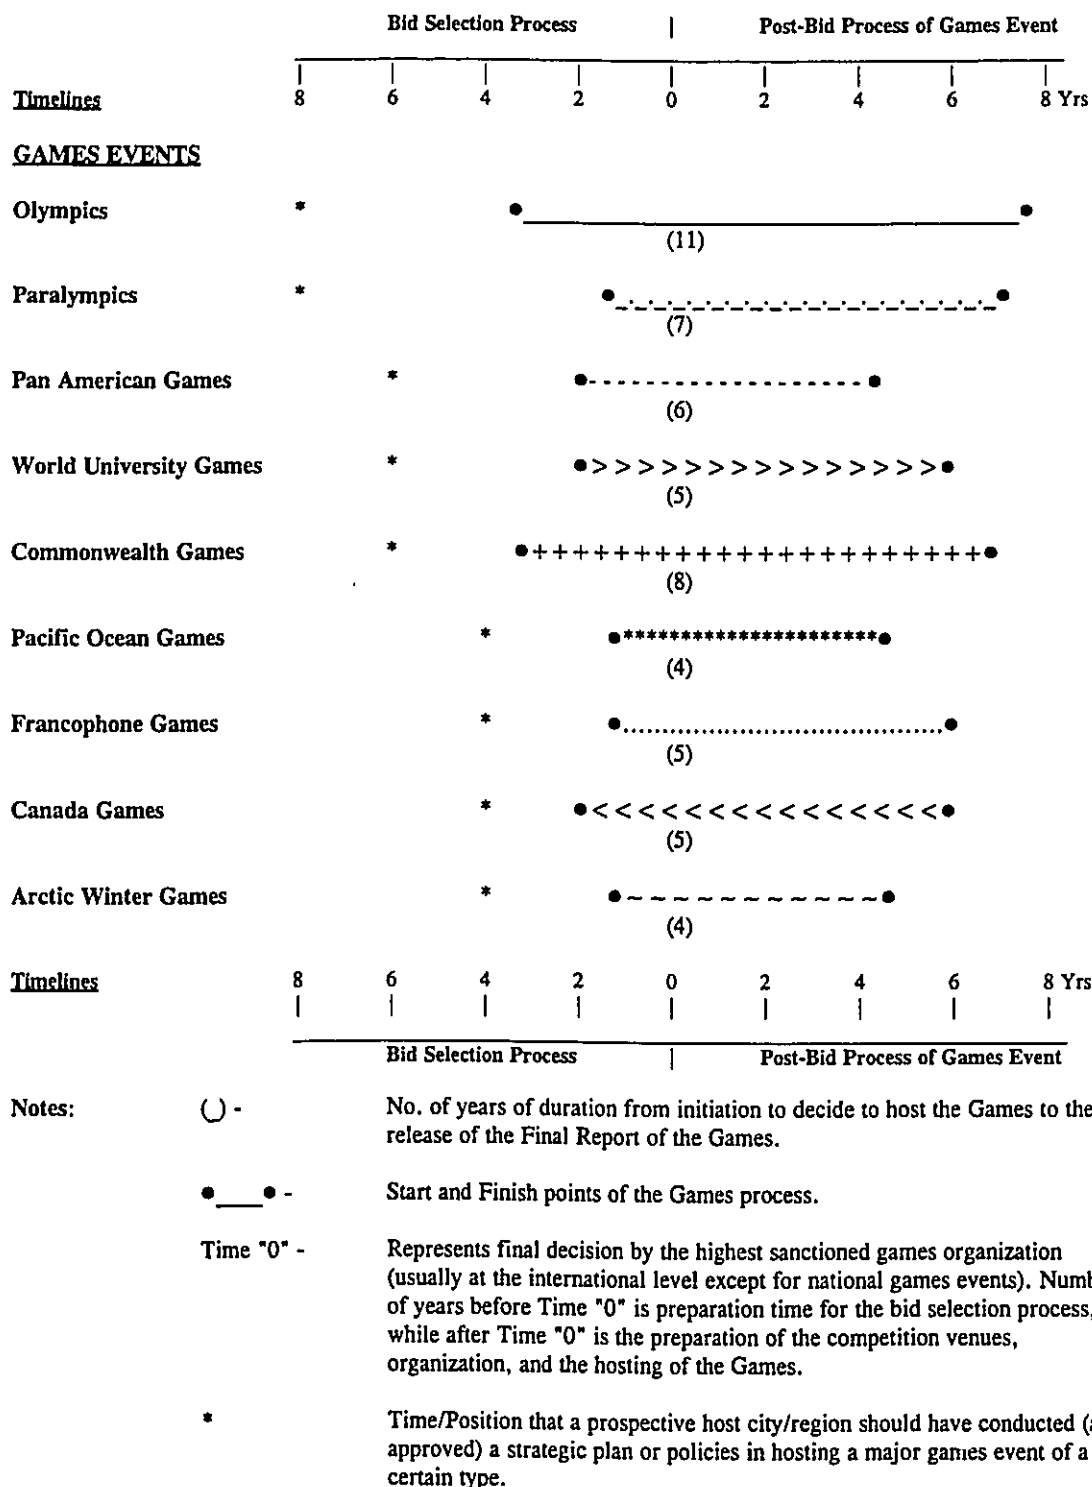 Bid Selection Process | Post-Bid Process of Games Event
Timelines 8 6 4 2 0 2 4 6 8 Yrs
GAMES EVENTS
Olympics *
(11)
Paralympics *
(7)
Pan American Games *
(6)
World University Games * >>>>>>>>>>>>>>>
(5)
Commonwealth Games * ++++++++++++++++++++++
(8)
Pacific Ocean Games * **********************
(4)
Francophone Games *
(5)
Canada Games * <<<<<<<<<<<<<<<
(5)
Arctic Winter Games * ~~~~~~~~~~~
(4)
Timelines 8 6 4 2 0 2 4 6 8 Yrs
Bid Selection Process | Post-Bid Process of Games Event
Notes: () - No. of years of duration from initiation to decide to host the Games to the
release of the Final Report of the Games.
●___● - Start and Finish points of the Games process.
Time "0" - Represents final decision by the highest sanctioned games organization
(usually at the international level except for national games events). Numb
of years before Time "0" is preparation time for the bid selection process,
while after Time "0" is the preparation of the competition venues,
organization, and the hosting of the Games.
* Time/Position that a prospective host city/region should have conducted (a
approved) a strategic plan or policies in hosting a major games event of a
certain type.